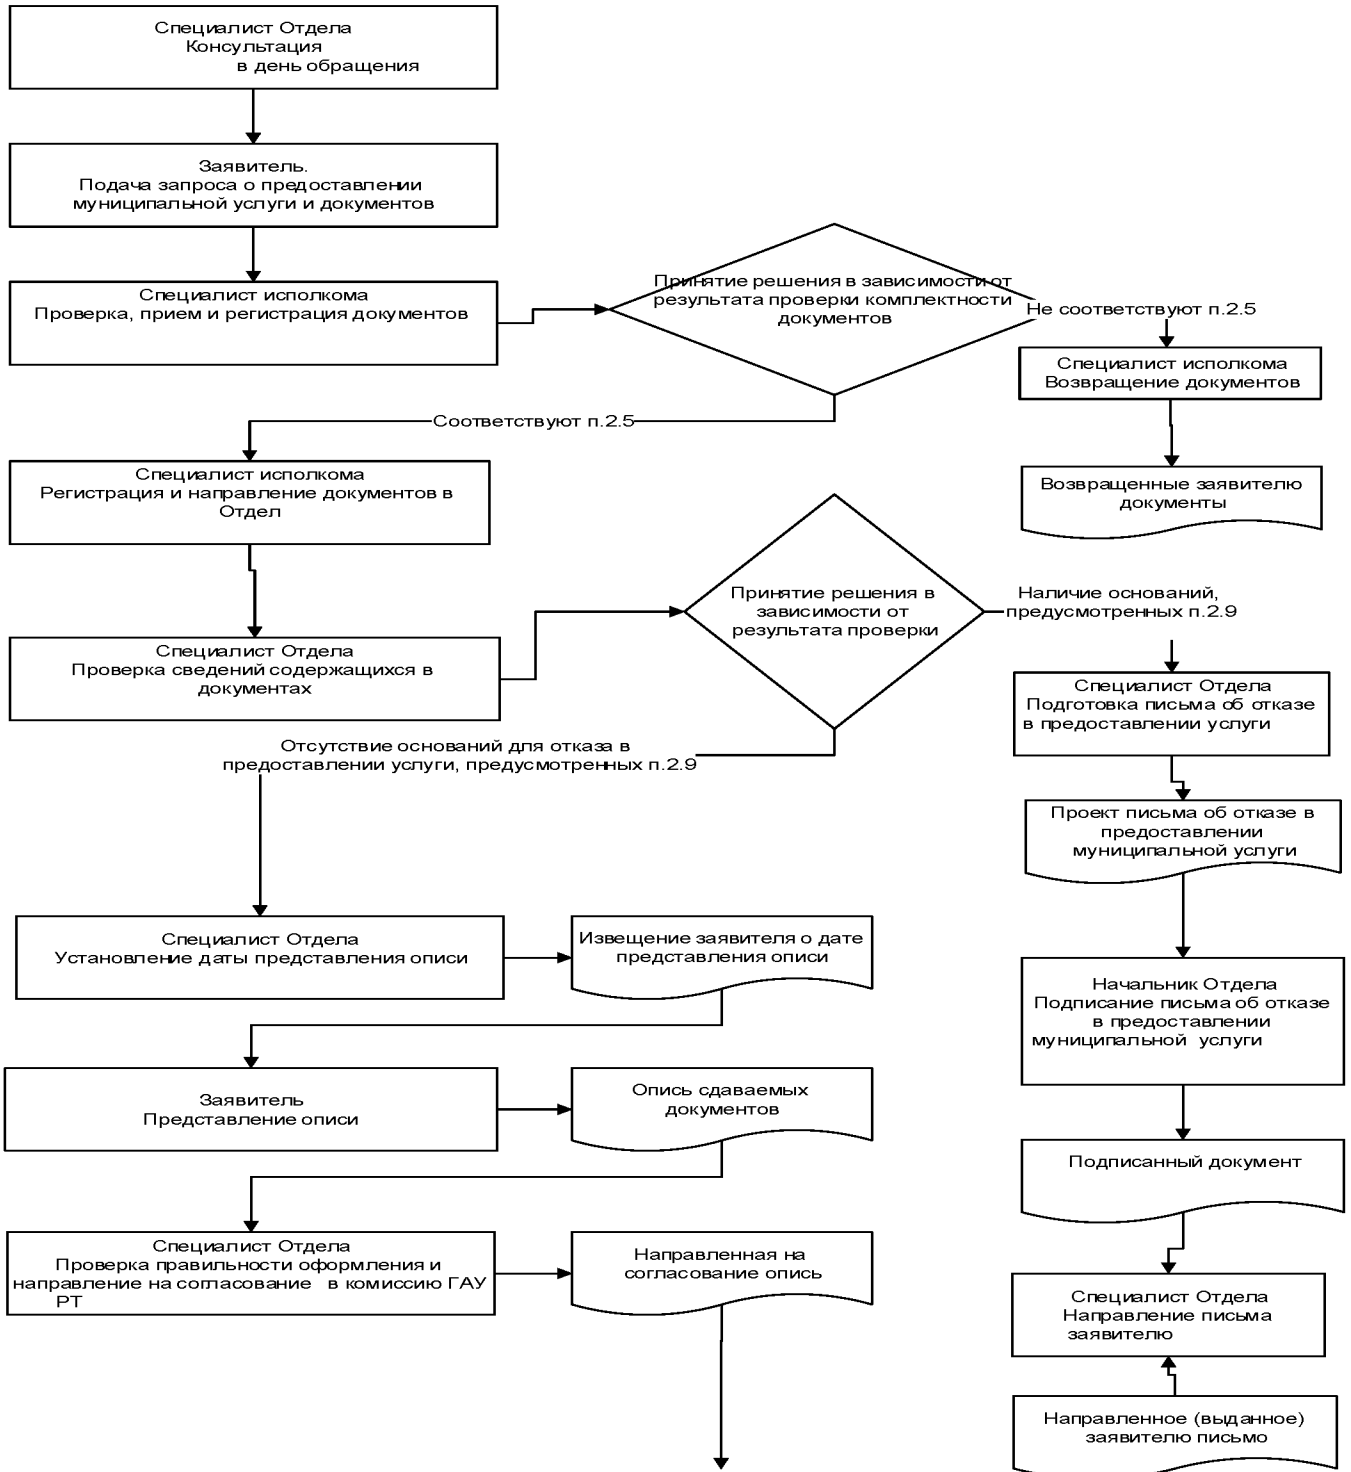 Специалист Отдела
Консультация
в день обращения
Заявитель.
Подача запроса о предоставлении
муниципальной услуги и документов
Специалист исполкома
Проверка, прием и регистрация документов
Принятие решения в зависимости от
результата проверки комплектности
документов
Не соответствуют п.2.5
Специалист исполкома
Возвращение документов
Возвращенные заявителю
документы
Соответствуют п.2.5
Специалист исполкома
Регистрация и направление документов в
Отдел
Специалист Отдела
Проверка сведений содержащихся в
документах
Принятие решения в
зависимости от
результата проверки
Наличие оснований,
предусмотренных п.2.9
Специалист Отдела
Подготовка письма об отказе
в предоставлении услуги
Проект письма об отказе в
предоставлении
муниципальной услуги
Начальник Отдела
Подписание письма об отказе
в предоставлении
муниципальной услуги
Подписанный документ
Специалист Отдела
Направление письма
заявителю
Направленное (выданное)
заявителю письмо
Отсутствие оснований для отказа в
предоставлении услуги, предусмотренных п.2.9
Специалист Отдела
Установление даты представления описи
Извещение заявителя о дате
представления описи
Заявитель
Представление описи
Опись сдаваемых
документов
Специалист Отдела
Проверка правильности оформления и
направление на согласование в комиссию ГАУ
РТ
Направленная на
согласование опись